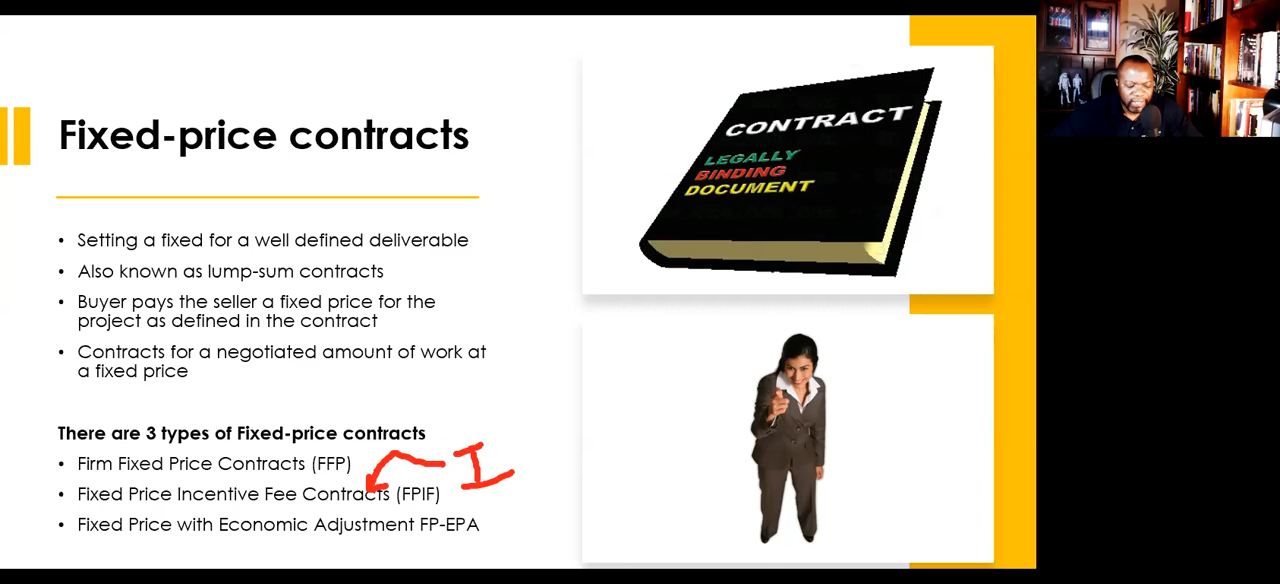 Fixed-price contracts
• Setting a fixed for a well defined deliverable
• Also known as lump-sum contracts
• Buyer pays the seller a fixed price for the
project as defined in the contract
• Contracts for a negotiated amount of work at
a fixed price
There are 3 types of Fixed-price contracts
• Firm Fixed Price Contracts (FFP)
• Fixed Price Incentive Fee Contracts (FPIF)
• Fixed Price with Economic Adjustment FP-EPA
I
CONTRACT
LEGALLY
BINDING
DOCUMENT